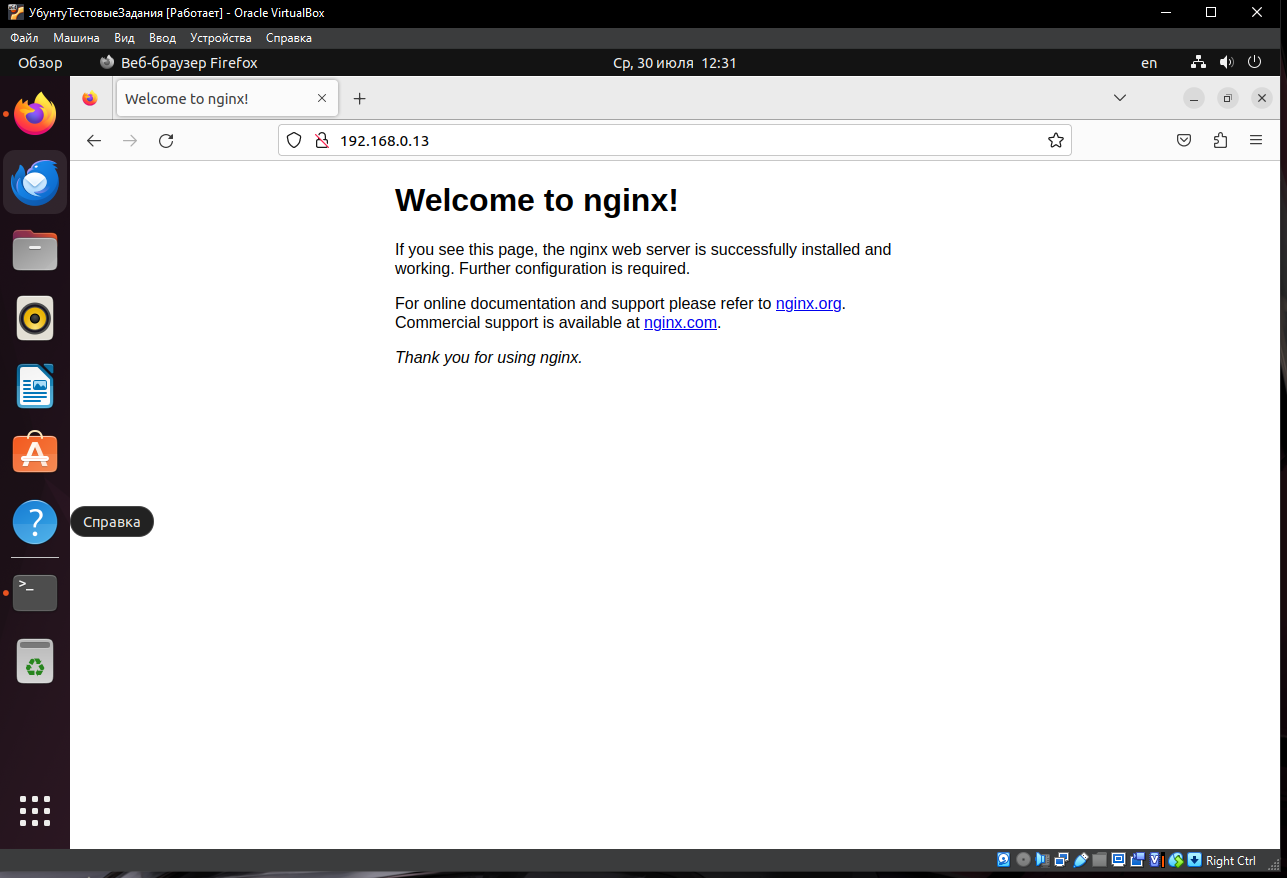 УбунтуТестовыеЗадания [Работает] - Oracle VirtualBox
Файл Машина Вид Ввод Устройства Справка
Обзор Веб-браузер Firefox Ср, 30 июля 12:31 en
Welcome to nginx!
192.168.0.13
Welcome to nginx!
If you see this page, the nginx web server is successfully installed and
working. Further configuration is required.
For online documentation and support please refer to nginx.org.
Commercial support is available at nginx.com.
Thank you for using nginx.
Справка
Right Ctrl